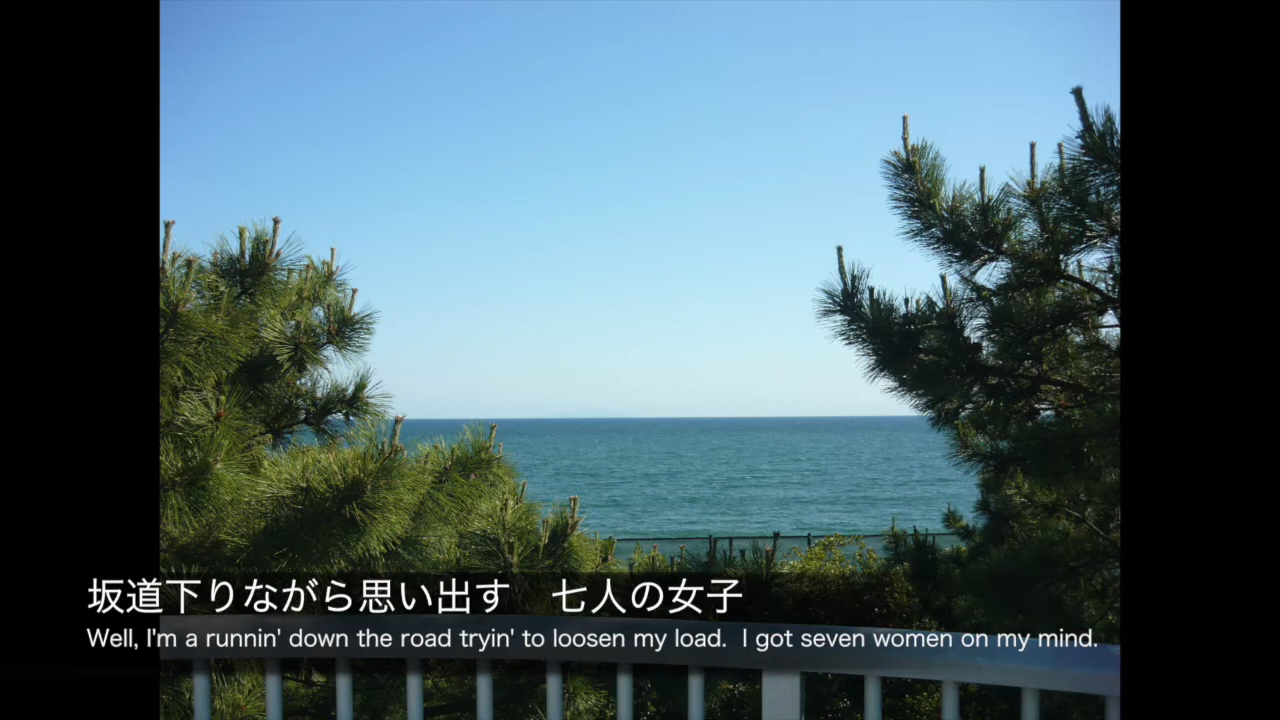 坂道下りながら思い出す　七人の女子
Well, I'm a runnin' down the road tryin' to loosen my load.  I got seven women on my mind.